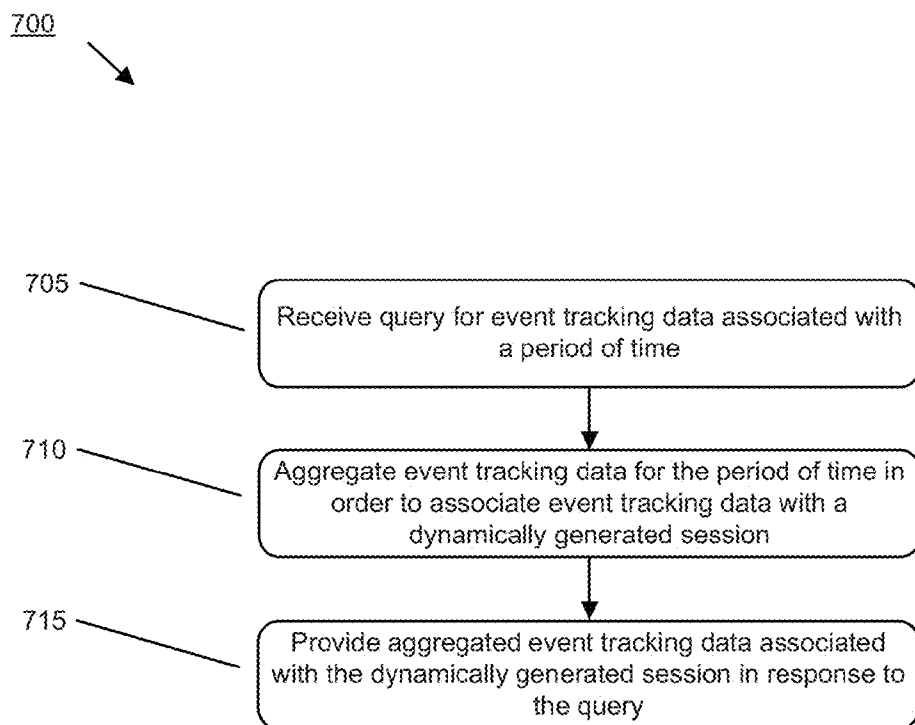 700
705
Receive query for event tracking data associated with
a period of time
710
Aggregate event tracking data for the period of time in
order to associate event tracking data with a
dynamically generated session
715
Provide aggregated event tracking data associated
with the dynamically generated session in response to
the query